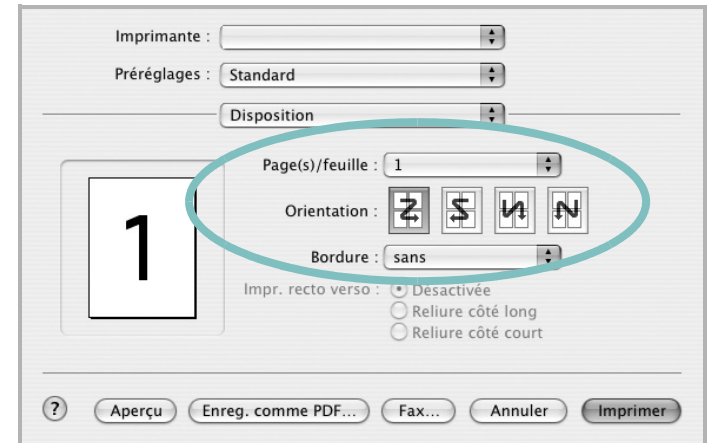 Imprimante :
Préréglages : Standard
Disposition
Page(s)/feuille : 1
Orientation :
Bordure : sans
1
Impr. recto verso : Désactivée
Reliure côté long
Reliure côté court
? Aperçu Enreg. comme PDF... Fax... Annuler Imprimer